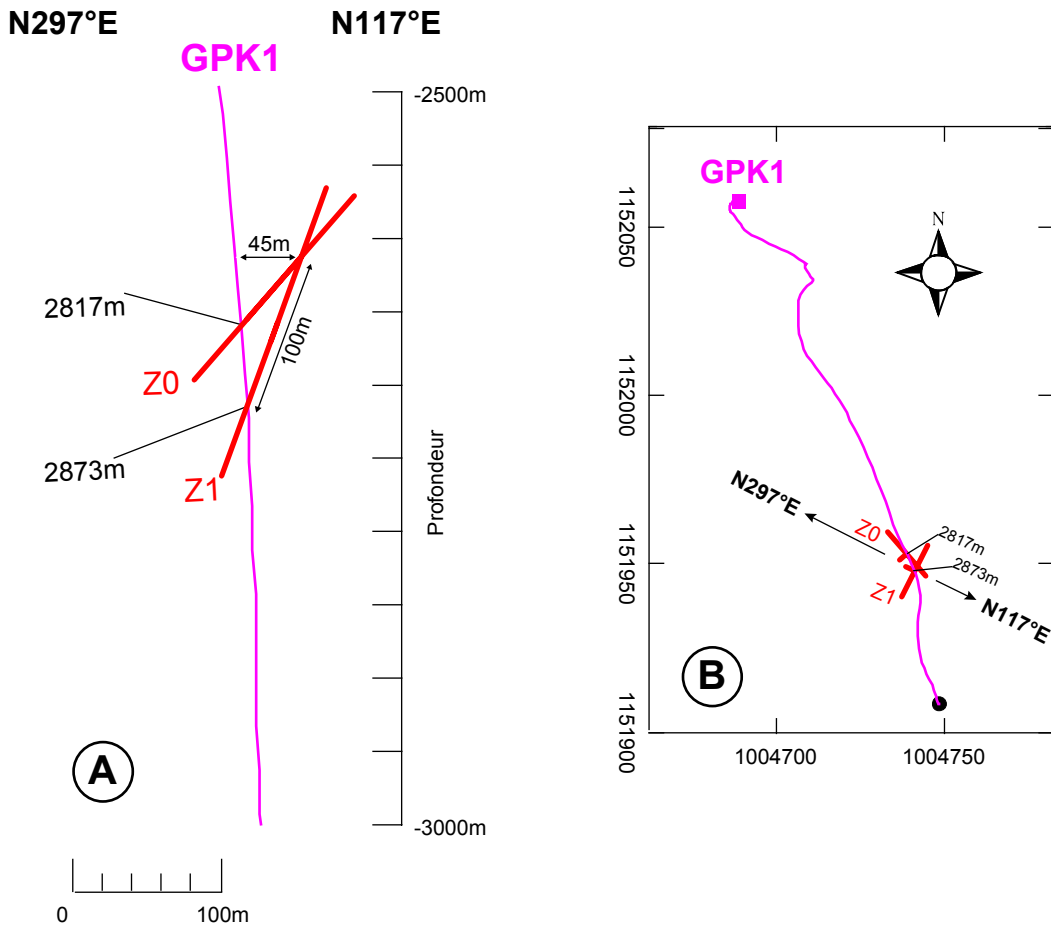 N297°E
N117°E
GPK1
-2500m
45m
2817m
100m
Z0
2873m
Z1
Profondeur
A
-3000m
0
100m
GPK1
N
1152050
1152000
1151950
1151900
N297°E
Z0
2817m
2873m
Z1
N117°E
B
1004700
1004750